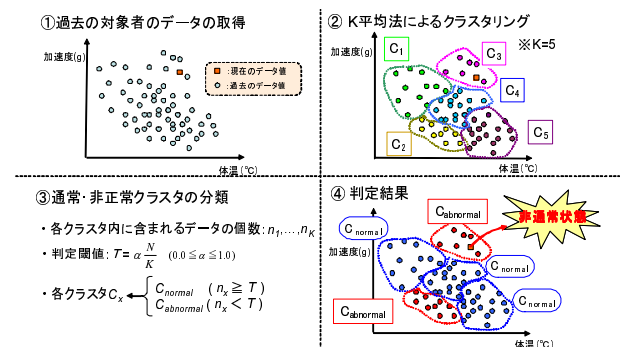 ①過去の対象者のデータの取得
加速度(g)
:現在のデータ値
:過去のデータ値
体温(℃)
② K平均法によるクラスタリング
加速度(g)
※K=5
C1
C3
C4
C2
C5
体温(℃)
③通常・非正常クラスタの分類
・各クラスタ内に含まれるデータの個数: n1,…,nK
・判定閾値: T=α N/K (0.0≦α≦1.0)
・各クラスタCx
Cnormal (nx≧T)
Cabnormal (nx<T)
④ 判定結果
Cabnormal
非通常状態
Cnormal
加速度(g)
Cnormal
Cnormal
Cabnormal
体温(℃)